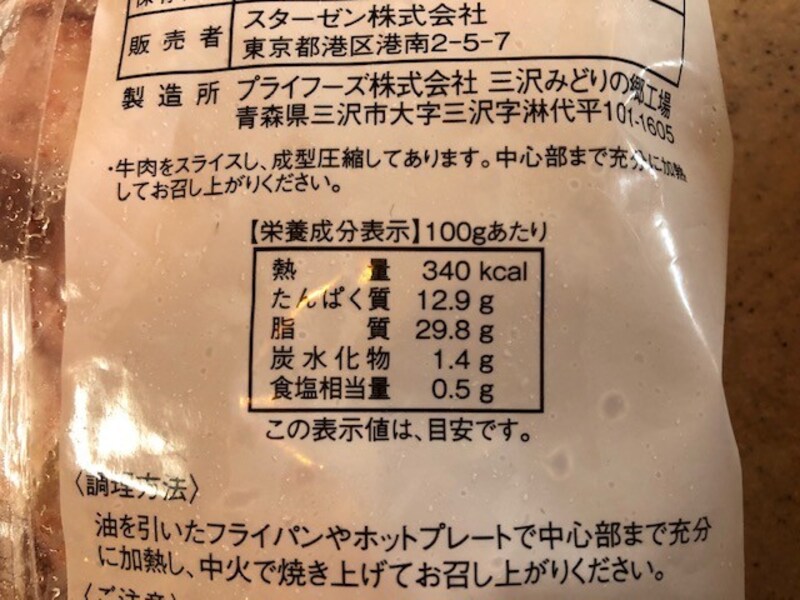 販売者 スターゼン株式会社
東京都港区港南2-5-7
製造所 プライフーズ株式会社 三沢みどりの郷工場
青森県三沢市大字三沢字淋代平101-1605
・牛肉をスライスし、成型圧縮してあります。中心部まで充分に加熱
してお召し上がりください。
【栄養成分表示】100gあたり
熱量 340 kcal
たんぱく質 12.9 g
脂質 29.8 g
炭水化物 1.4 g
食塩相当量 0.5 g
この表示値は、目安です。
〈調理方法〉
油を引いたフライパンやホットプレートで中心部まで充分
に加熱し、中火で焼き上げてお召し上がりください。
〈ご注意〉